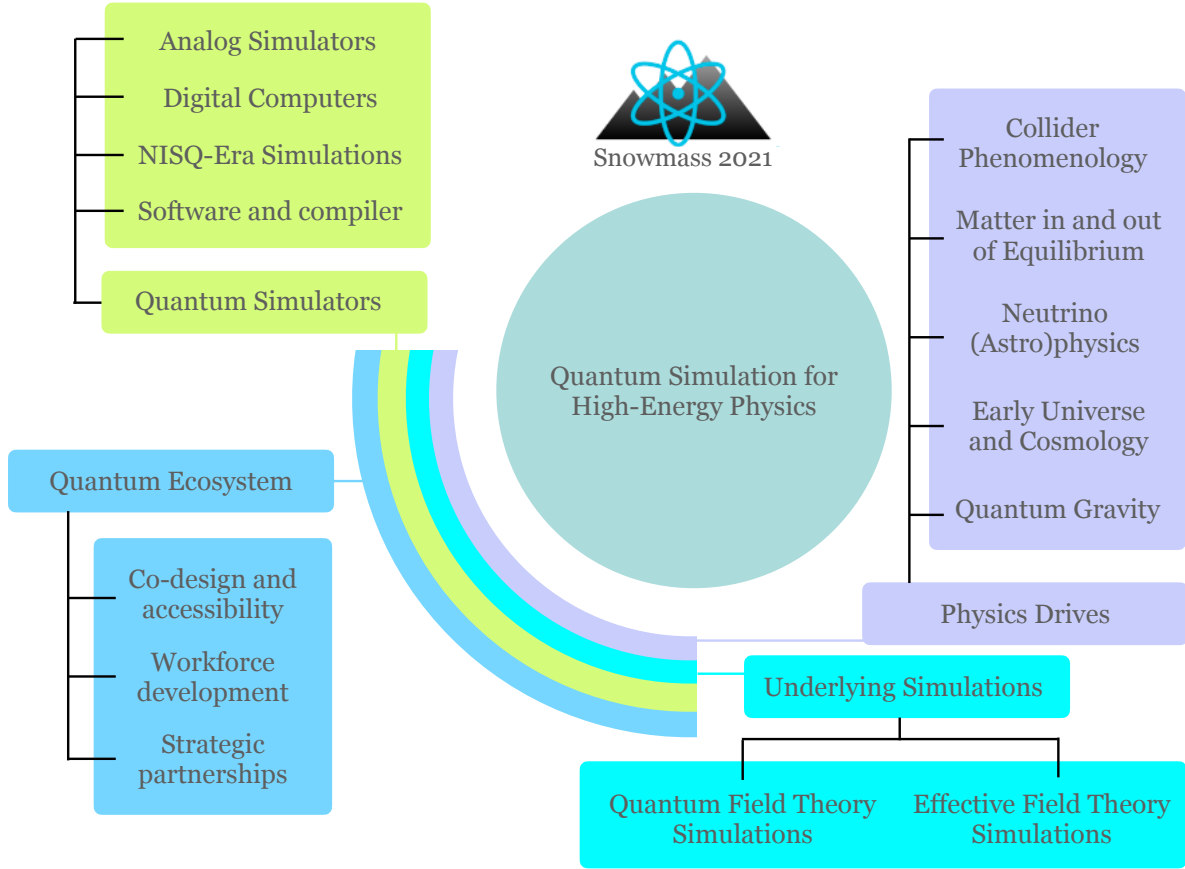 Analog Simulators
Digital Computers
NISQ-Era Simulations
Software and compiler
Quantum Simulators
Snowmass 2021
Quantum Simulation for
High-Energy Physics
Collider
Phenomenology
Matter in and out
of Equilibrium
Neutrino
(Astro)physics
Early Universe
and Cosmology
Quantum Gravity
Physics Drives
Quantum Ecosystem
Co-design and
accessibility
Workforce
development
Strategic
partnerships
Underlying Simulations
Quantum Field Theory
Simulations
Effective Field Theory
Simulations